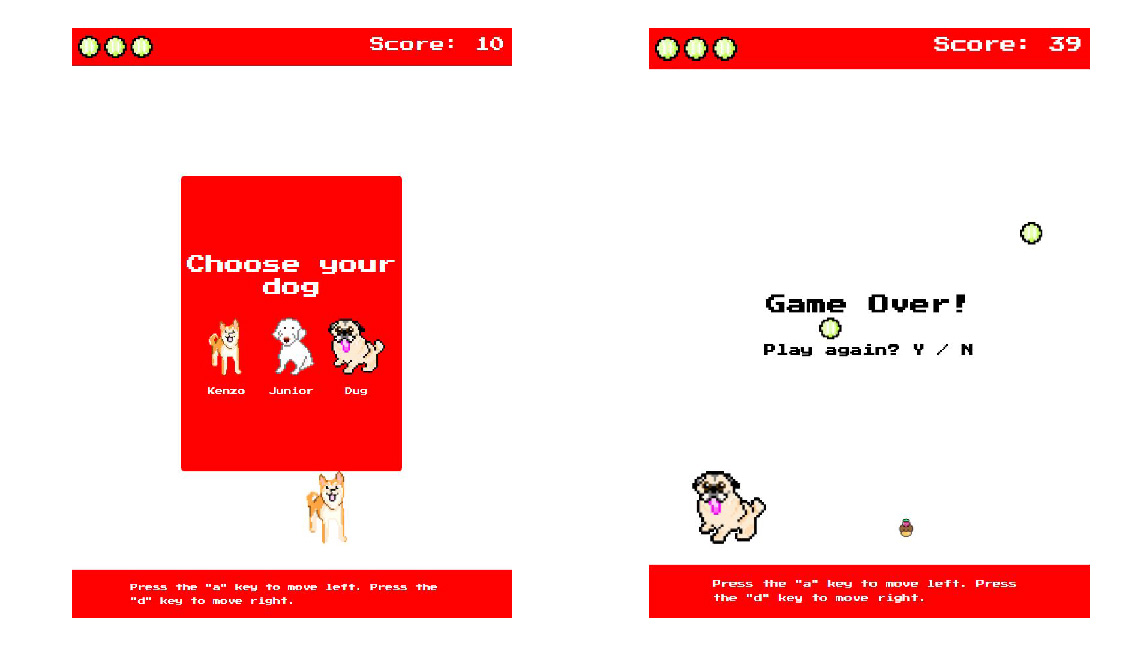 Score: 10
Choose your
dog
Kenzo Junior Dug
Press the "a" key to move left. Press the
"d" key to move right.
Score: 39
Game Over!
Play again? Y / N
Press the "a" key to move left. Press
the "d" key to move right.